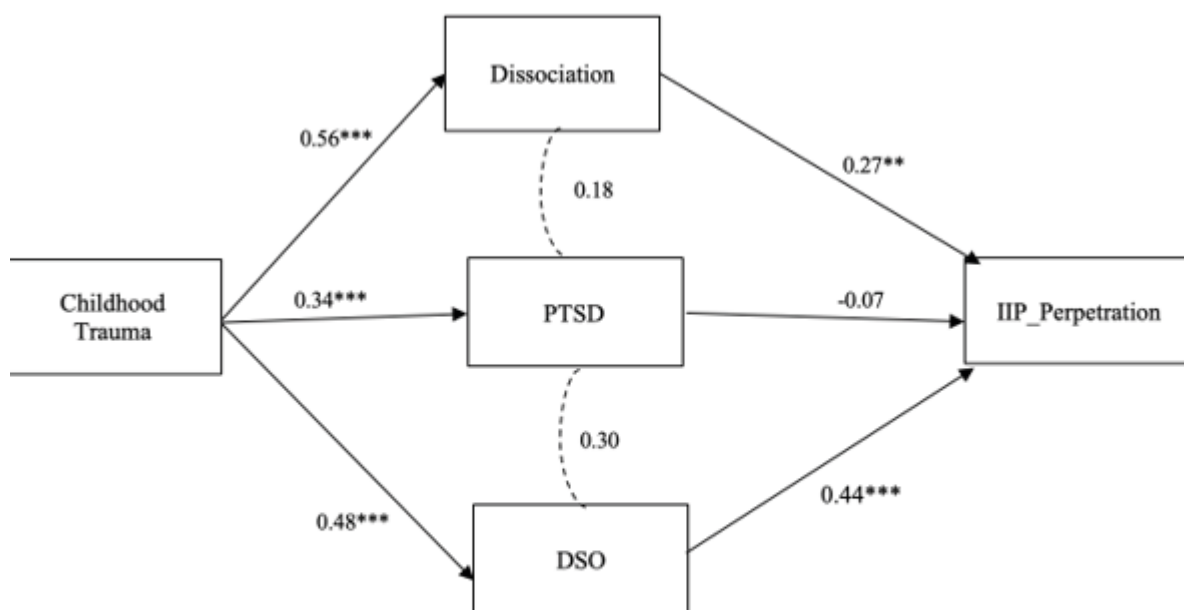 Dissociation
0.56***
0.27**
0.18
Childhood
Trauma
0.34***
PTSD
-0.07
IIP_Perpetration
0.30
0.48***
0.44***
DSO